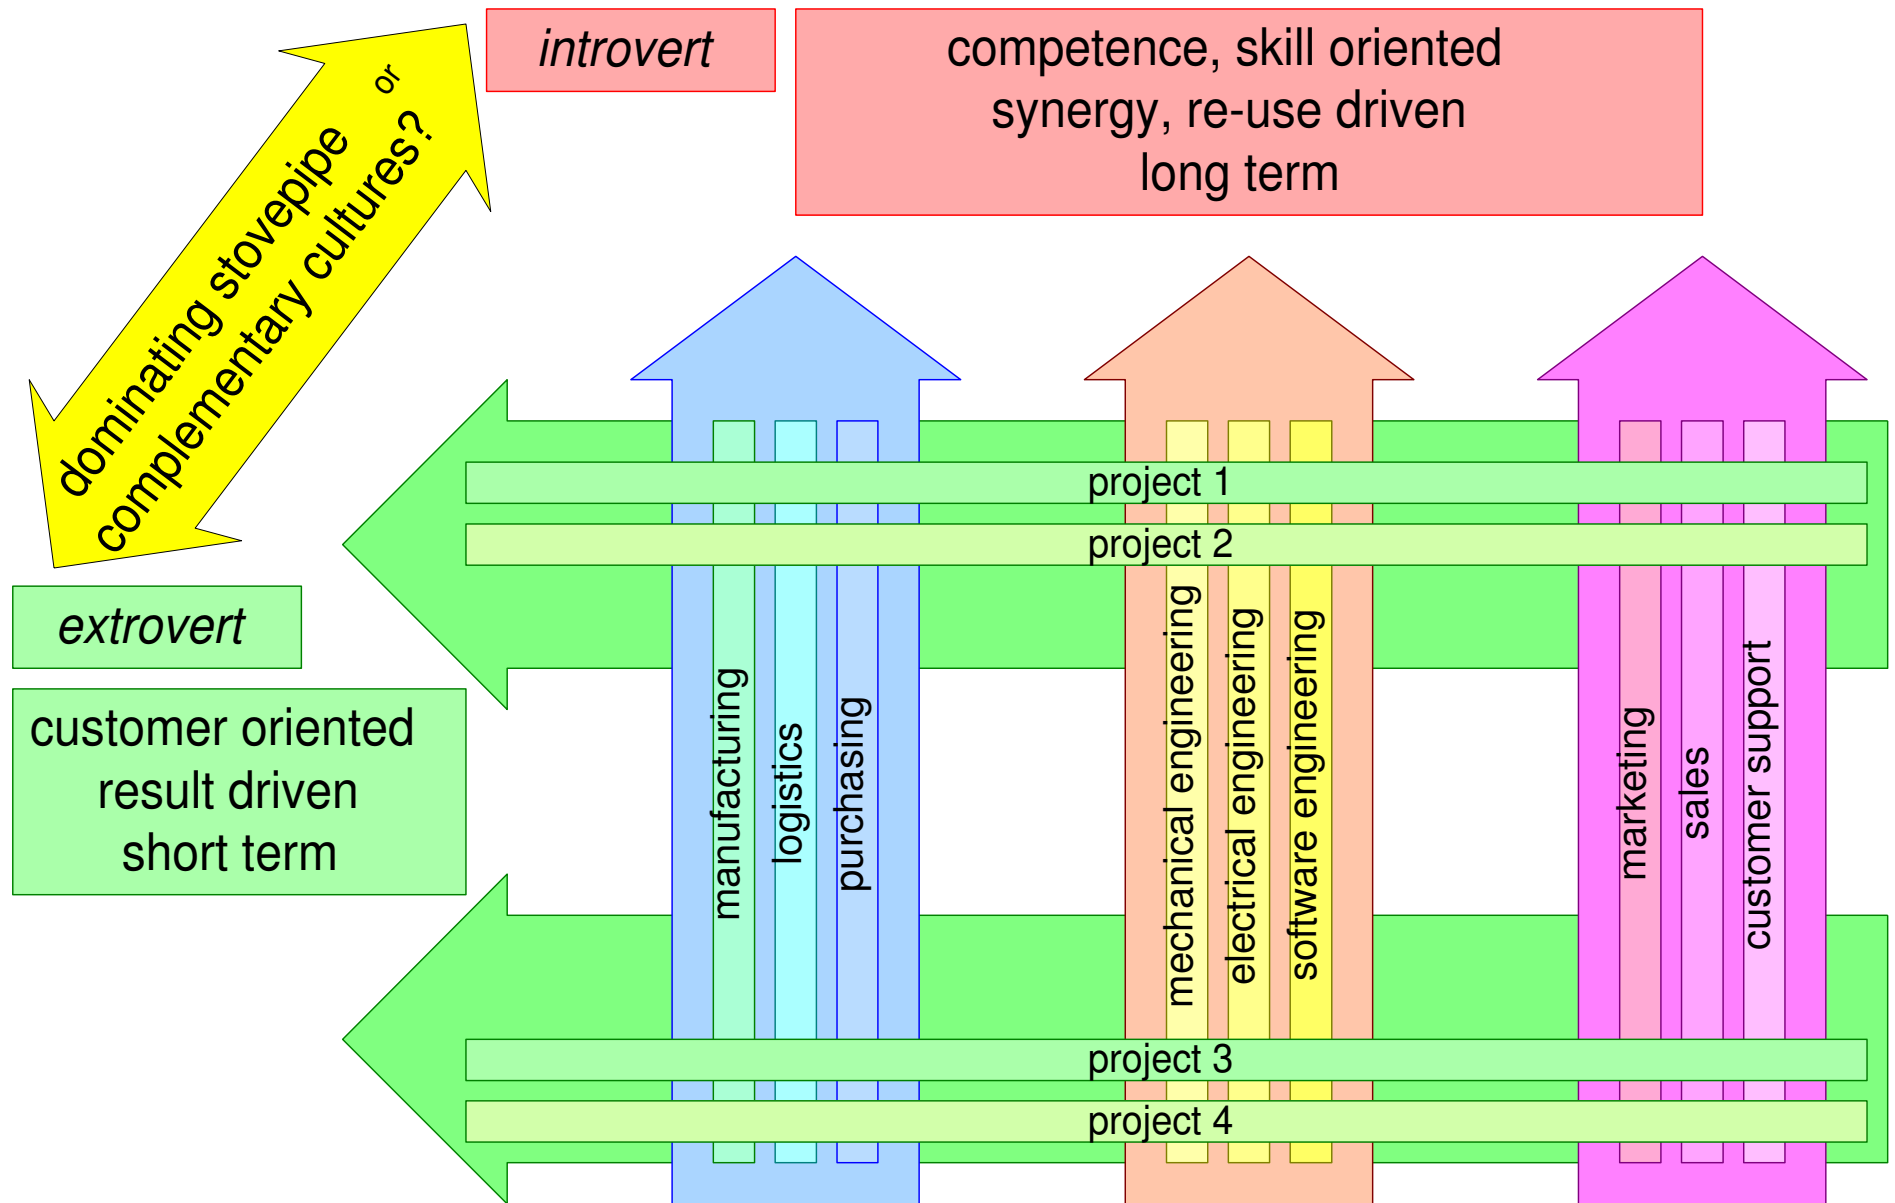 introvert
competence, skill oriented
synergy, re-use driven
long term
dominating stovepipe
or
complementary cultures?
extrovert
customer oriented
result driven
short term
project 1
project 2
manufacturing
logistics
purchasing
mechanical engineering
electrical engineering
software engineering
marketing
sales
customer support
project 3
project 4